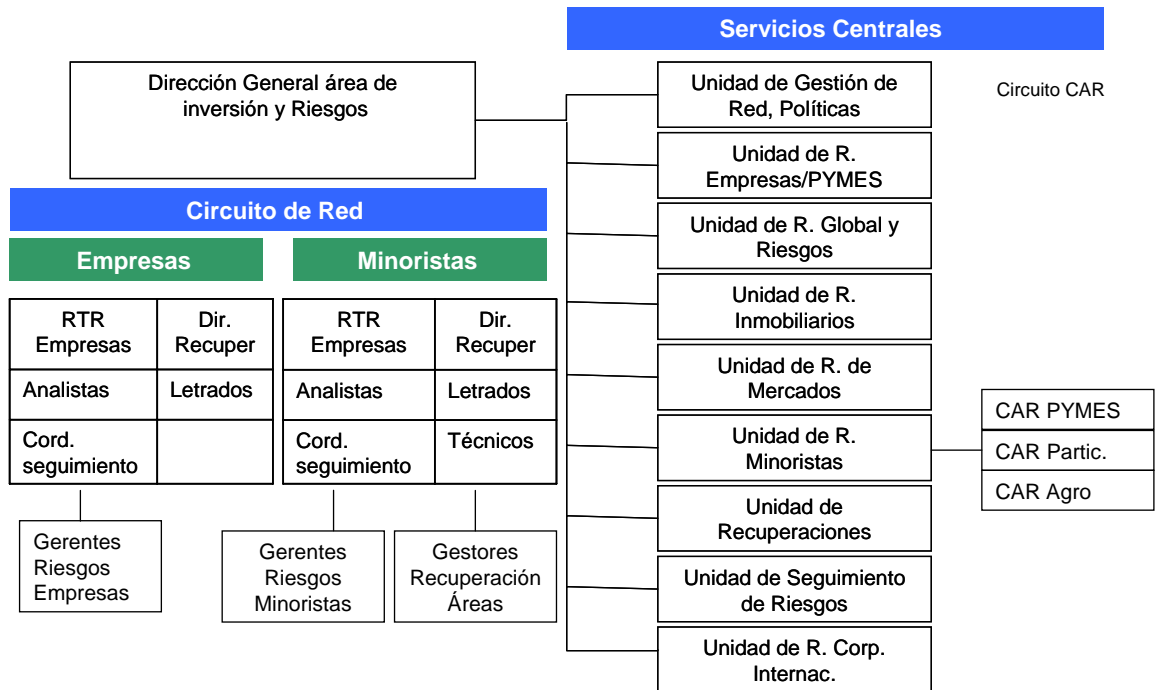 Servicios Centrales
Dirección General área de
inversión y Riesgos
Unidad de Gestión de
Red, Políticas
Circuito CAR
Unidad de R.
Empresas/PYMES
Circuito de Red
Unidad de R. Global y
Riesgos
Empresas
Minoristas
RTR
Empresas
Dir.
Recuper
RTR
Empresas
Dir.
Recuper
Analistas
Letrados
Analistas
Letrados
Cord.
seguimiento
Cord.
seguimiento
Técnicos
Gerentes
Riesgos
Empresas
Gerentes
Riesgos
Minoristas
Gestores
Recuperación
Áreas
Unidad de R.
Inmobiliarios
Unidad de R. de
Mercados
Unidad de R.
Minoristas
CAR PYMES
CAR Partic.
CAR Agro
Unidad de
Recuperaciones
Unidad de Seguimiento
de Riesgos
Unidad de R. Corp.
Internac.